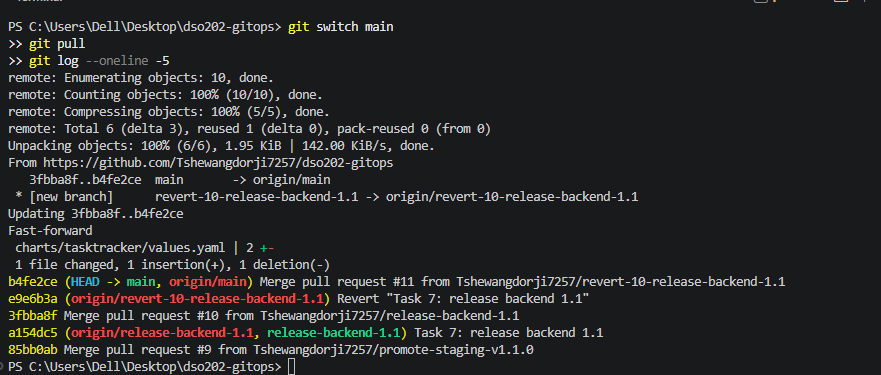 PS C:\Users\Dell\Desktop\dso202-gitops> git switch main
>> git pull
>> git log --oneline -5
remote: Enumerating objects: 10, done.
remote: Counting objects: 100% (10/10), done.
remote: Compressing objects: 100% (5/5), done.
remote: Total 6 (delta 3), reused 1 (delta 0), pack-reused 0 (from 0)
Unpacking objects: 100% (6/6), 1.95 KiB | 142.00 KiB/s, done.
From https://github.com/Tshewangdorji7257/dso202-gitops
   3fbba8f..b4fe2ce  main       -> origin/main
 * [new branch]      revert-10-release-backend-1.1 -> origin/revert-10-release-backend-1.1
Updating 3fbba8f..b4fe2ce
Fast-forward
 charts/tasktracker/values.yaml | 2 +-
 1 file changed, 1 insertion(+), 1 deletion(-)
b4fe2ce (HEAD -> main, origin/main) Merge pull request #11 from Tshewangdorji7257/revert-10-release-backend-1.1
e9e6b3a (origin/revert-10-release-backend-1.1) Revert "Task 7: release backend 1.1"
3fbba8f Merge pull request #10 from Tshewangdorji7257/release-backend-1.1
a154dc5 (origin/release-backend-1.1, release-backend-1.1) Task 7: release backend 1.1
85bb0ab Merge pull request #9 from Tshewangdorji7257/promote-staging-v1.1.0
PS C:\Users\Dell\Desktop\dso202-gitops>